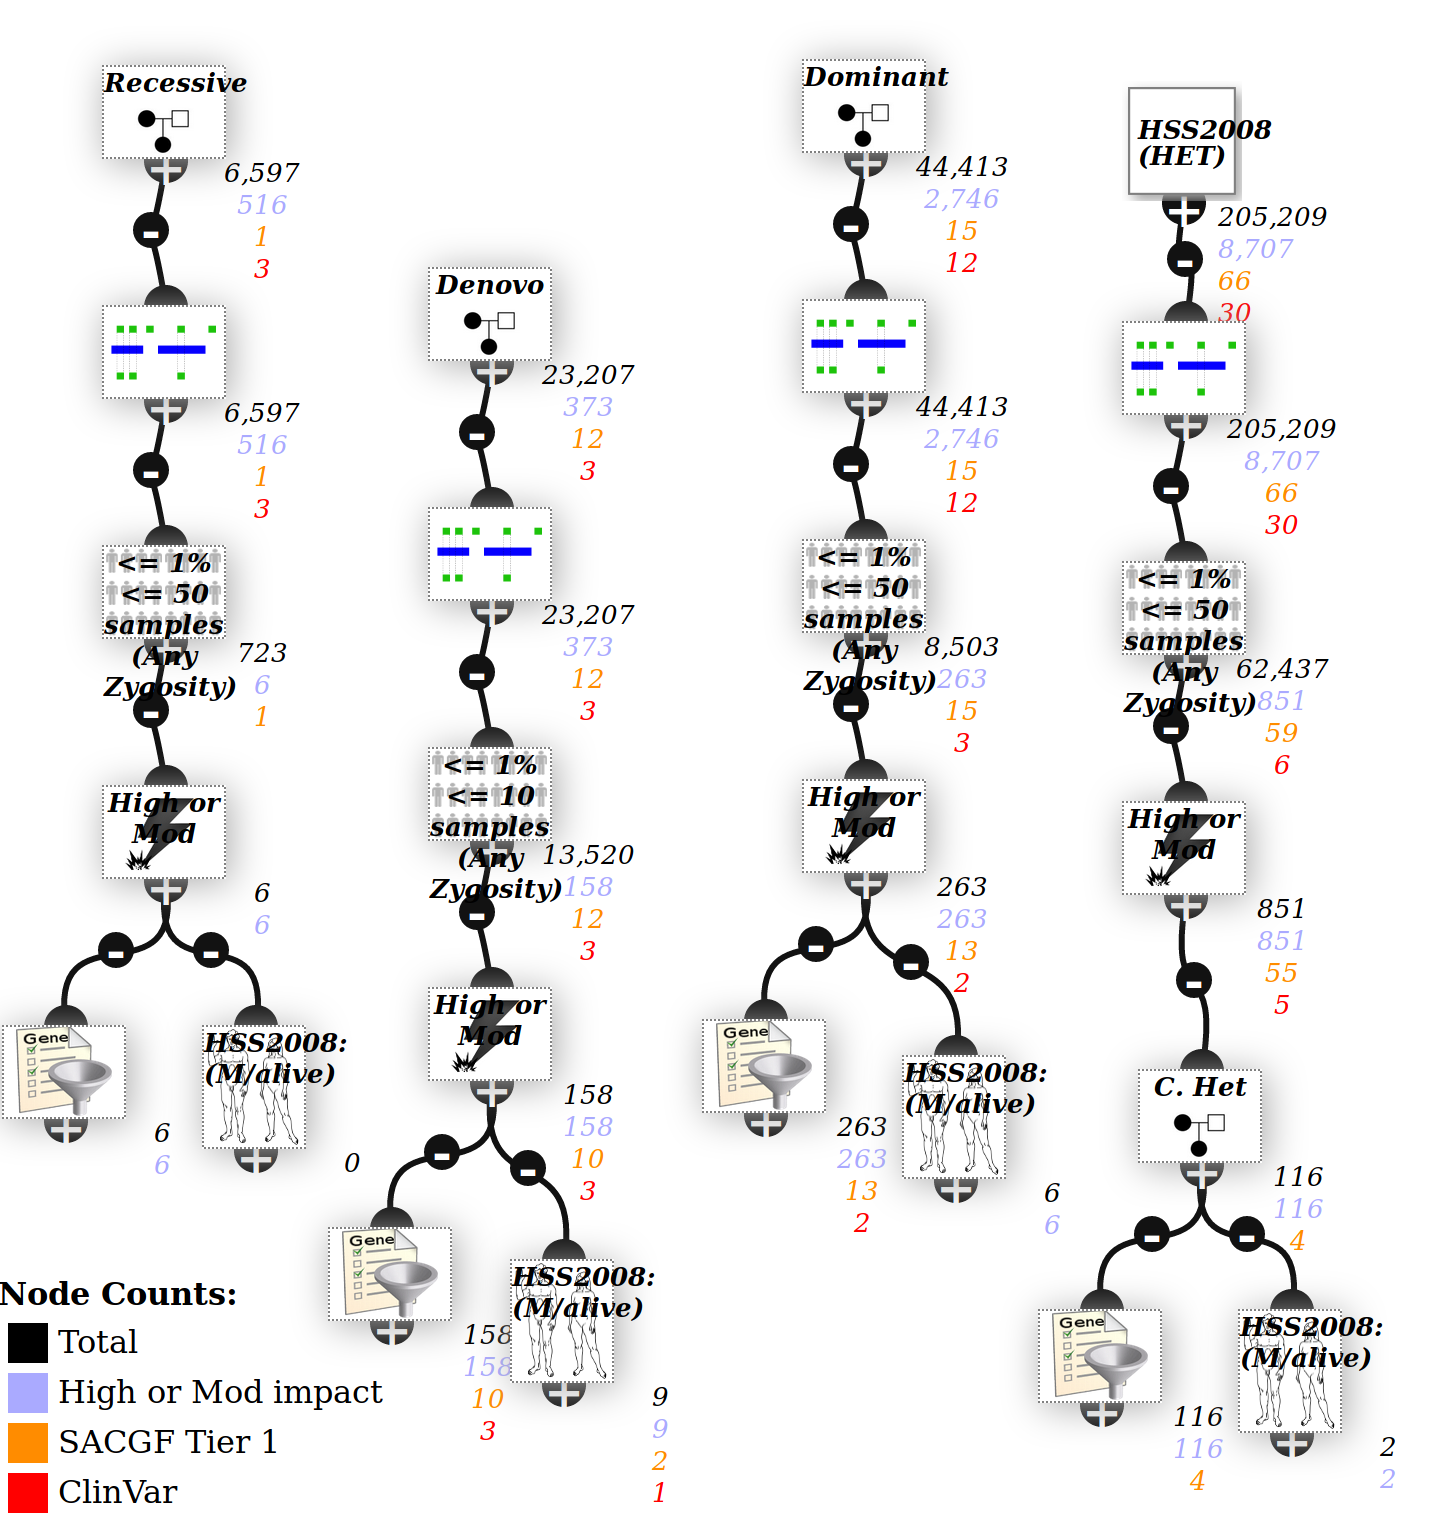 Recessive
6,597
516
1
3
6,597
516
1
3
<= 1%
<= 50
samples
(Any
Zygosity)
723
6
1
High or
Mod
6
6
Gene
6
6
HSS2008:
(M/alive)
0
Denovo
23,207
373
12
3
23,207
373
12
3
<= 1%
<= 10
samples
(Any
Zygosity)
13,520
158
12
3
High or
Mod
158
158
10
3
Gene
158
158
10
3
HSS2008:
(M/alive)
9
9
2
1
Dominant
44,413
2,746
15
12
44,413
2,746
15
12
<= 1%
<= 50
samples
(Any
Zygosity)
8,503
263
15
3
High or
Mod
263
263
13
2
Gene
263
263
13
2
HSS2008:
(M/alive)
6
6
HSS2008
(HET)
205,209
8,707
66
30
205,209
8,707
66
30
<= 1%
<= 50
samples
(Any
Zygosity)
62,437
851
59
6
High or
Mod
851
851
55
5
C. Het
116
116
4
Gene
116
116
4
HSS2008:
(M/alive)
2
2
Node Counts:
Total
High or Mod impact
SACGF Tier 1
ClinVar